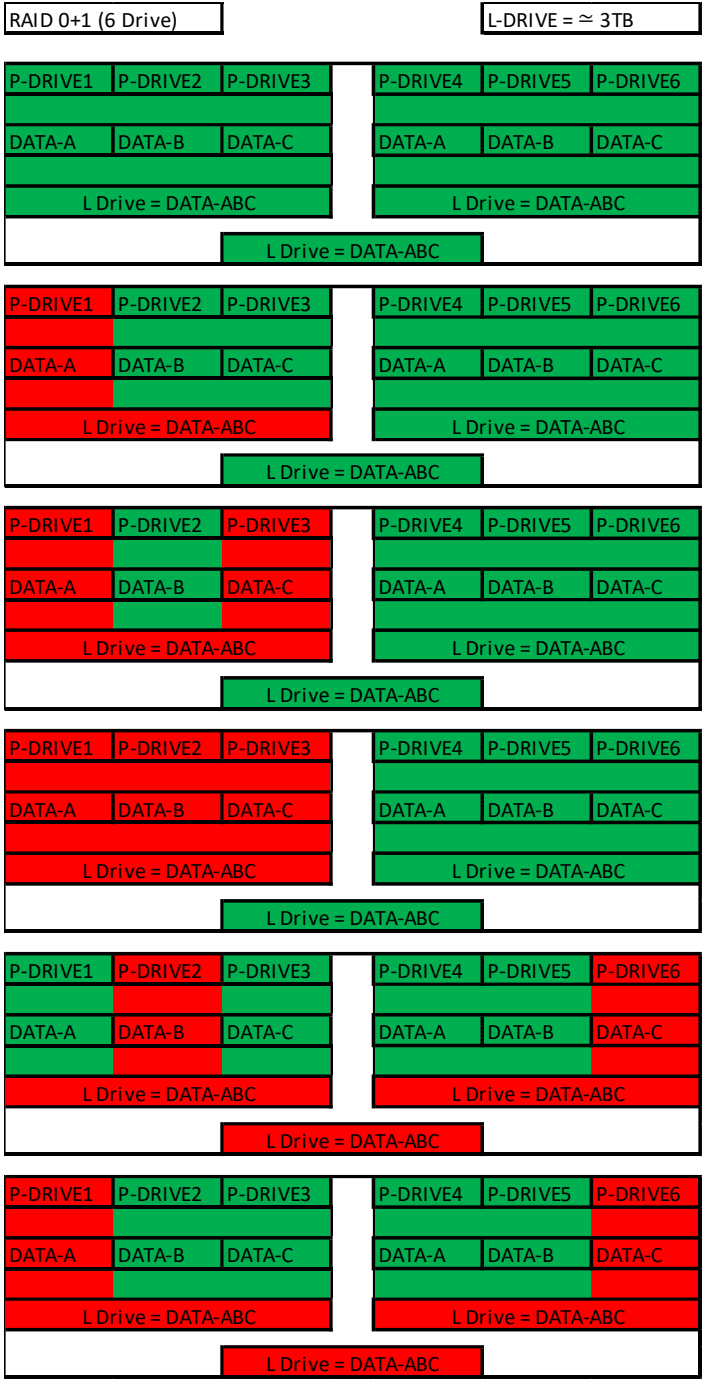 RAID 0+1 (6 Drive) L-DRIVE = ≃ 3TB
P-DRIVE1 P-DRIVE2 P-DRIVE3 P-DRIVE4 P-DRIVE5 P-DRIVE6
DATA-A DATA-B DATA-C DATA-A DATA-B DATA-C
L Drive = DATA-ABC L Drive = DATA-ABC
L Drive = DATA-ABC
P-DRIVE1 P-DRIVE2 P-DRIVE3 P-DRIVE4 P-DRIVE5 P-DRIVE6
DATA-A DATA-B DATA-C DATA-A DATA-B DATA-C
L Drive = DATA-ABC L Drive = DATA-ABC
L Drive = DATA-ABC
P-DRIVE1 P-DRIVE2 P-DRIVE3 P-DRIVE4 P-DRIVE5 P-DRIVE6
DATA-A DATA-B DATA-C DATA-A DATA-B DATA-C
L Drive = DATA-ABC L Drive = DATA-ABC
L Drive = DATA-ABC
P-DRIVE1 P-DRIVE2 P-DRIVE3 P-DRIVE4 P-DRIVE5 P-DRIVE6
DATA-A DATA-B DATA-C DATA-A DATA-B DATA-C
L Drive = DATA-ABC L Drive = DATA-ABC
L Drive = DATA-ABC
P-DRIVE1 P-DRIVE2 P-DRIVE3 P-DRIVE4 P-DRIVE5 P-DRIVE6
DATA-A DATA-B DATA-C DATA-A DATA-B DATA-C
L Drive = DATA-ABC L Drive = DATA-ABC
L Drive = DATA-ABC
P-DRIVE1 P-DRIVE2 P-DRIVE3 P-DRIVE4 P-DRIVE5 P-DRIVE6
DATA-A DATA-B DATA-C DATA-A DATA-B DATA-C
L Drive = DATA-ABC L Drive = DATA-ABC
L Drive = DATA-ABC